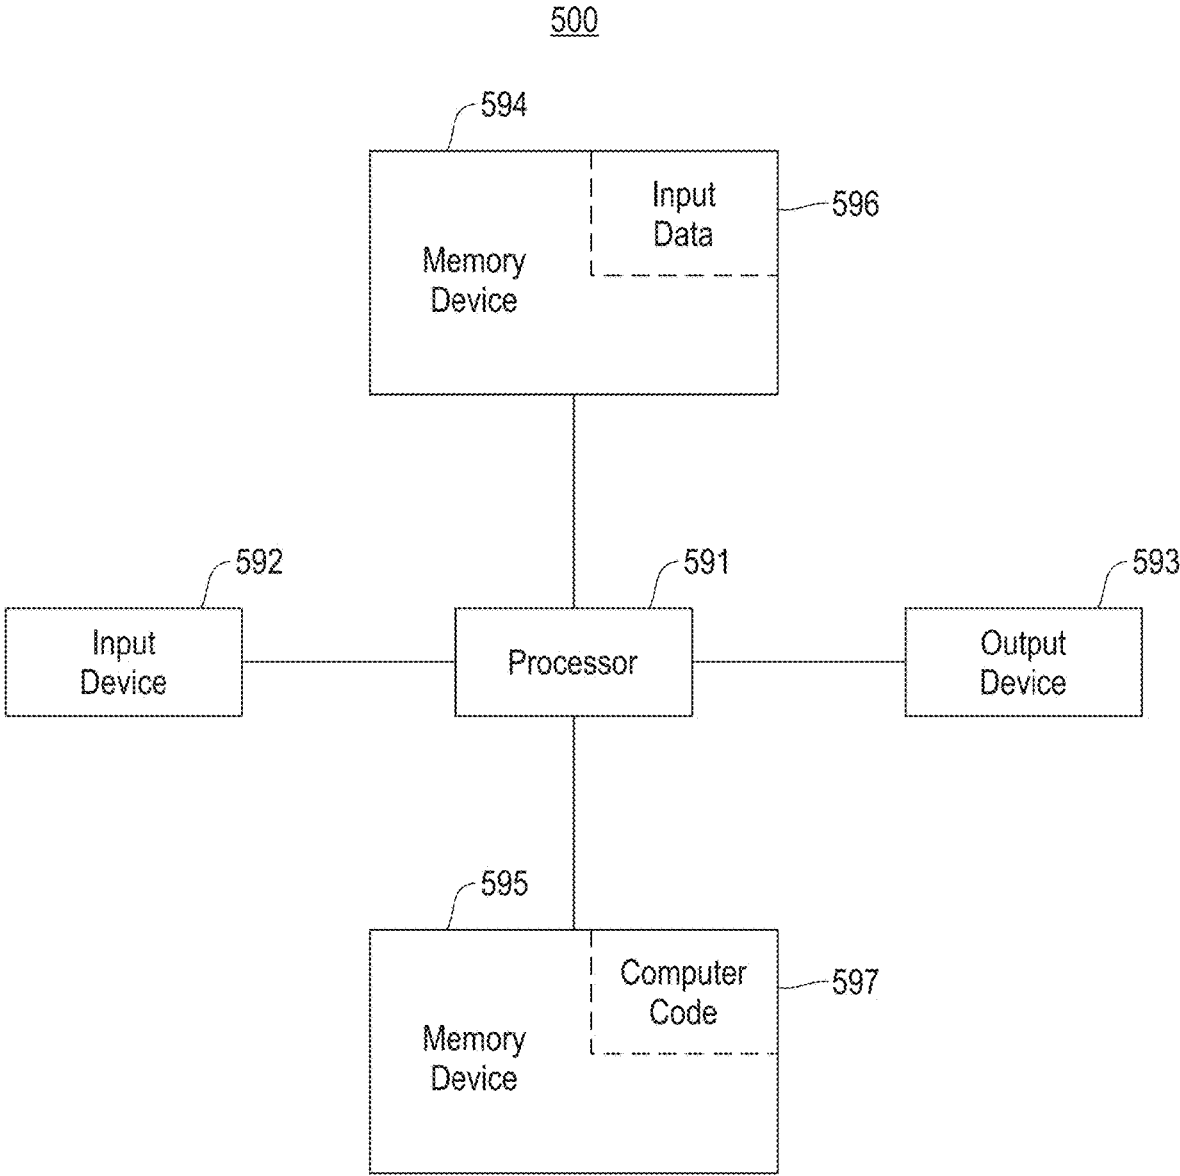 500
594
Input
Data
596
Memory
Device
592
591
593
Input
Device
Processor
Output
Device
595
Computer
Code
597
Memory
Device